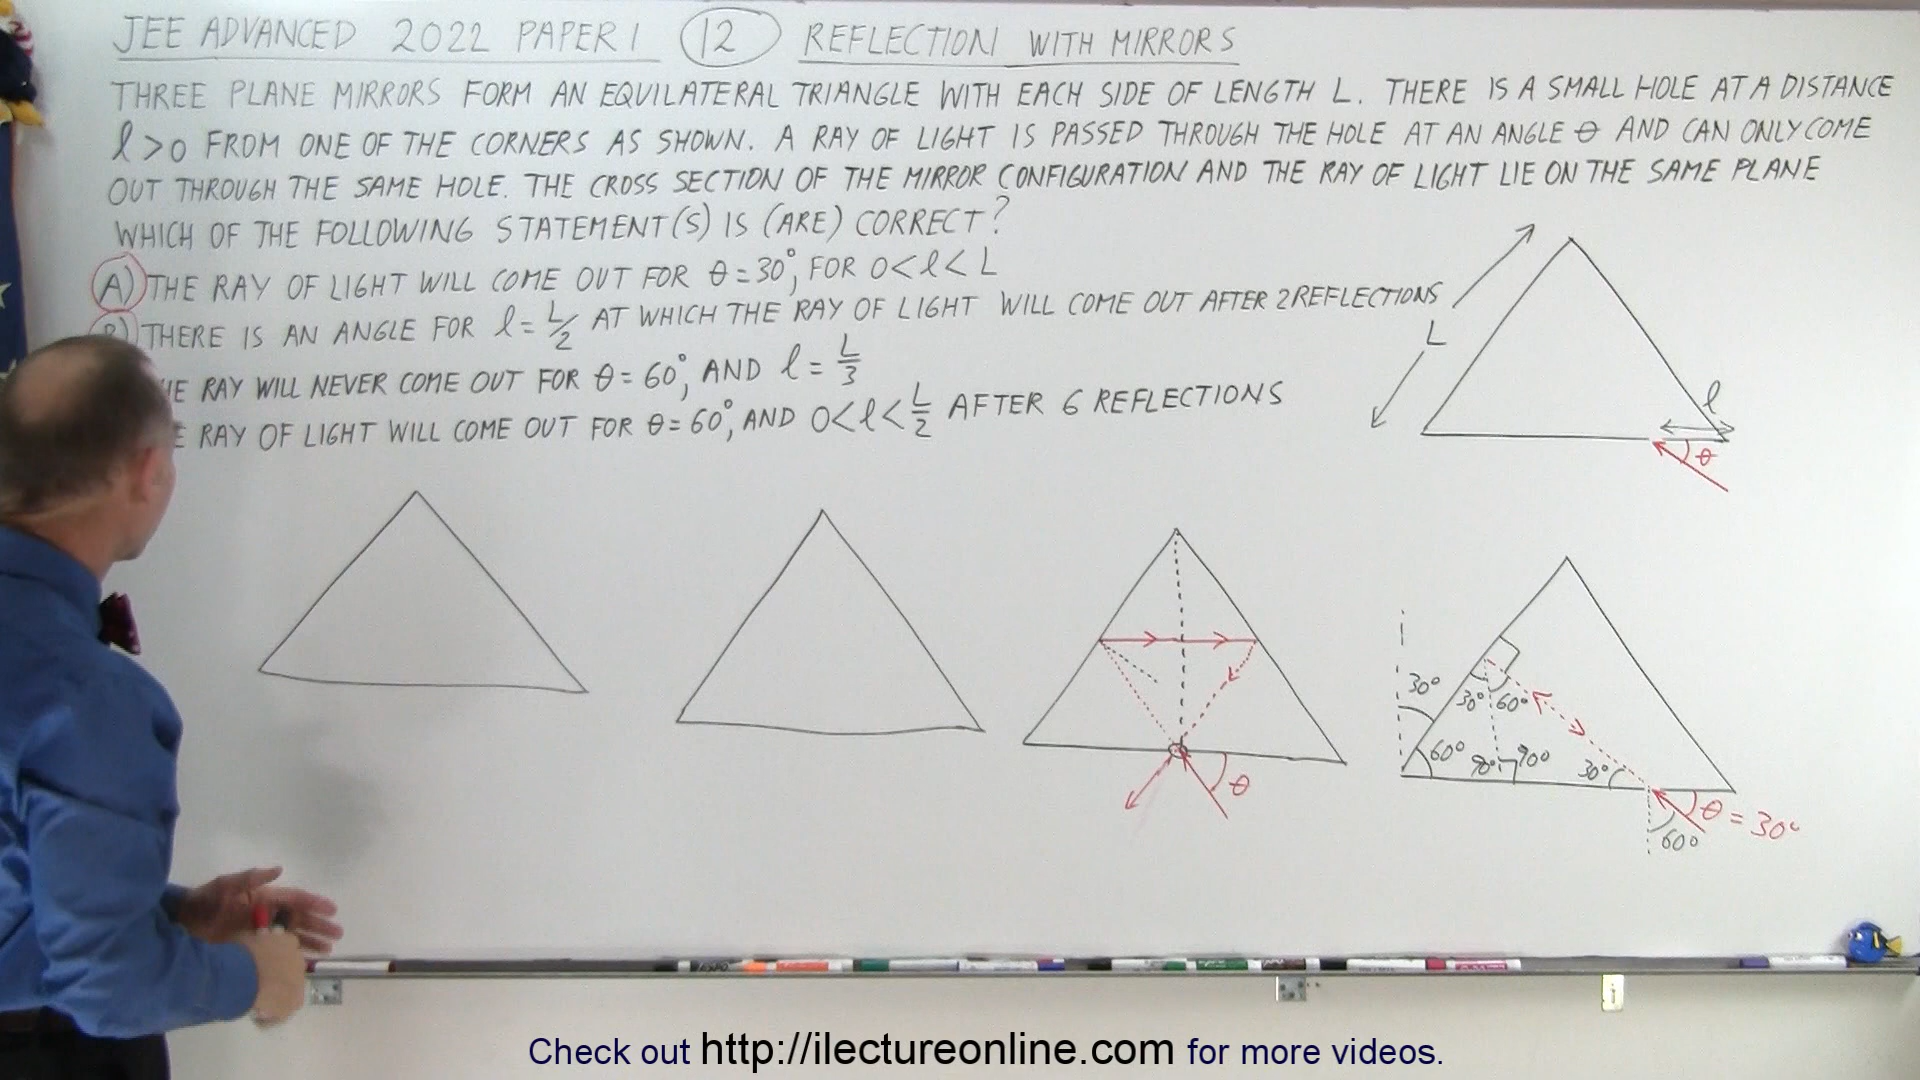 JEE ADVANCED 2022 PAPER 1 12 REFLECTION WITH MIRRORS
THREE PLANE MIRRORS FORM AN EQUILATERAL TRIANGLE WITH EACH SIDE OF LENGTH L. THERE IS A SMALL HOLE AT A DISTANCE
l > 0 FROM ONE OF THE CORNERS AS SHOWN. A RAY OF LIGHT IS PASSED THROUGH THE HOLE AT AN ANGLE θ AND CAN ONLY COME
OUT THROUGH THE SAME HOLE. THE CROSS SECTION OF THE MIRROR CONFIGURATION AND THE RAY OF LIGHT LIE ON THE SAME PLANE
WHICH OF THE FOLLOWING STATEMENT(S) IS (ARE) CORRECT?
A) THE RAY OF LIGHT WILL COME OUT FOR θ = 30°, FOR 0 < l < L
B) THERE IS AN ANGLE FOR l = L/2 AT WHICH THE RAY OF LIGHT WILL COME OUT AFTER 2 REFLECTIONS
RAY WILL NEVER COME OUT FOR θ = 60°, AND l = L/3
RAY OF LIGHT WILL COME OUT FOR θ = 60°, AND 0 < l < L/2 AFTER 6 REFLECTIONS
L
l
θ
θ
30°
30° 60°
60° 90° 90° 30°
θ = 30°
60°
EXPO
Check out http://ilectureonline.com for more videos.